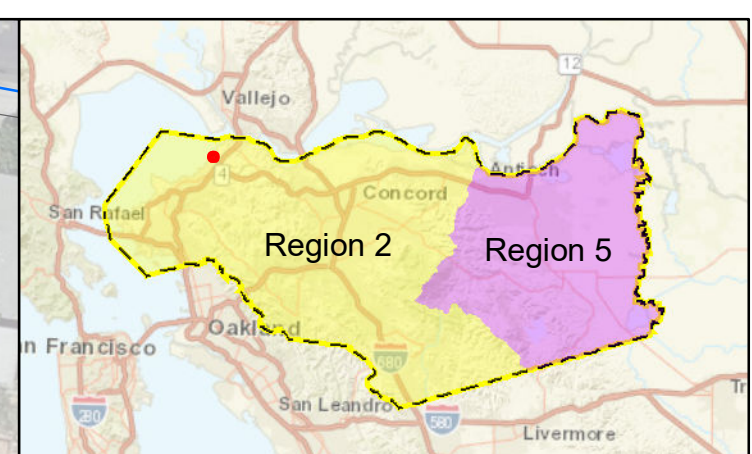 12
Vallejo
Antioch
4
Concord
San Rafael
Region 2
Region 5
Oakland
n Francisco
680
San Leandro
Tr
280
580
Livermore